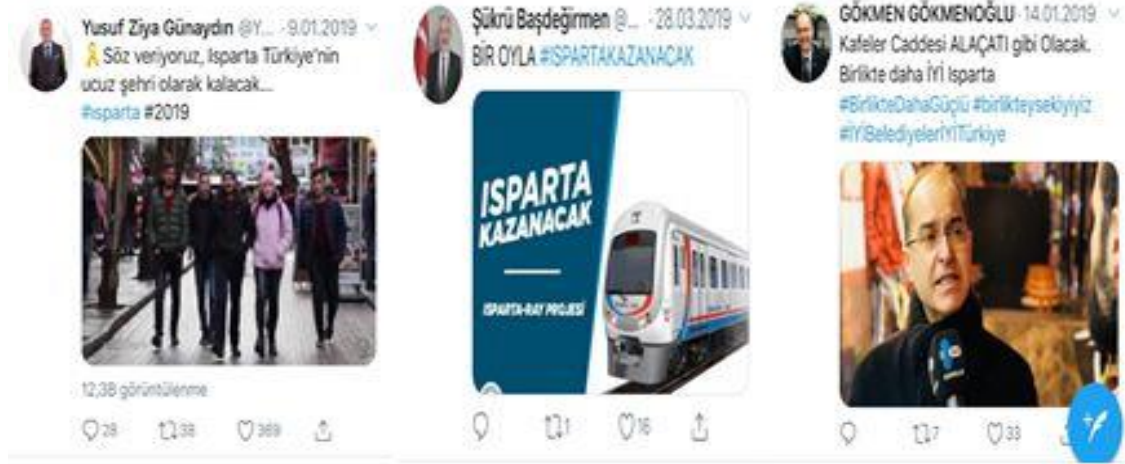 Yusuf Ziya Günaydın @Y... · 9.01.2019
🎗️Söz veriyoruz, Isparta Türkiye'nin
ucuz şehri olarak kalacak...
#ısparta #2019
12,3B görüntülenme
28 38 369
Şükrü Başdeğirmen @... · 28.03.2019
BİR OYLA #ISPARTAKAZANACAK
ISPARTA
KAZANACAK
ISPARTA-RAY PROJESİ
1 16
GÖKMEN GÖKMENOĞLU · 14.01.2019
Kafeler Caddesi ALAÇATI gibi Olacak.
Birlikte daha İYİ Isparta
#BirlikteDahaGüçlü #birlikteysekiyiyiz
#İYİBelediyelerİYİTürkiye
7 33